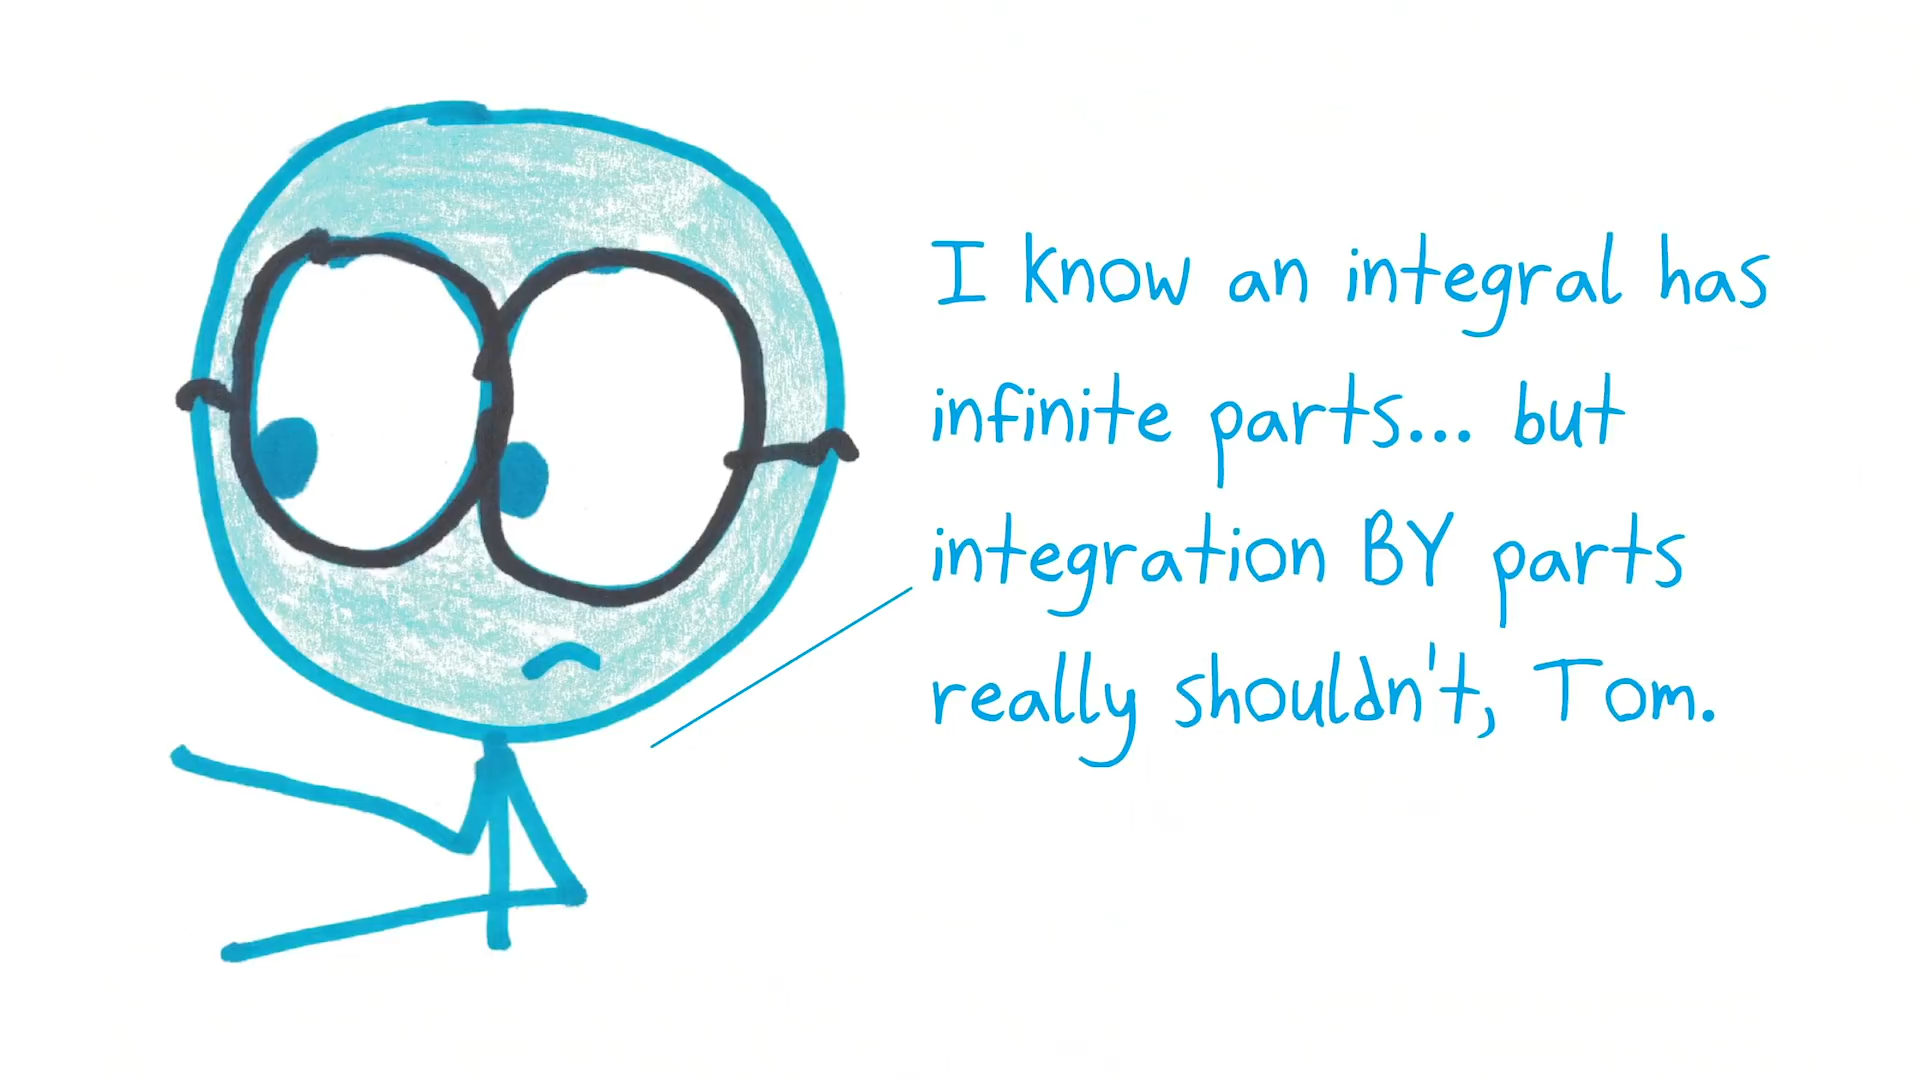 I know an integral has
infinite parts... but
integration BY parts
really shouldn't, Tom.